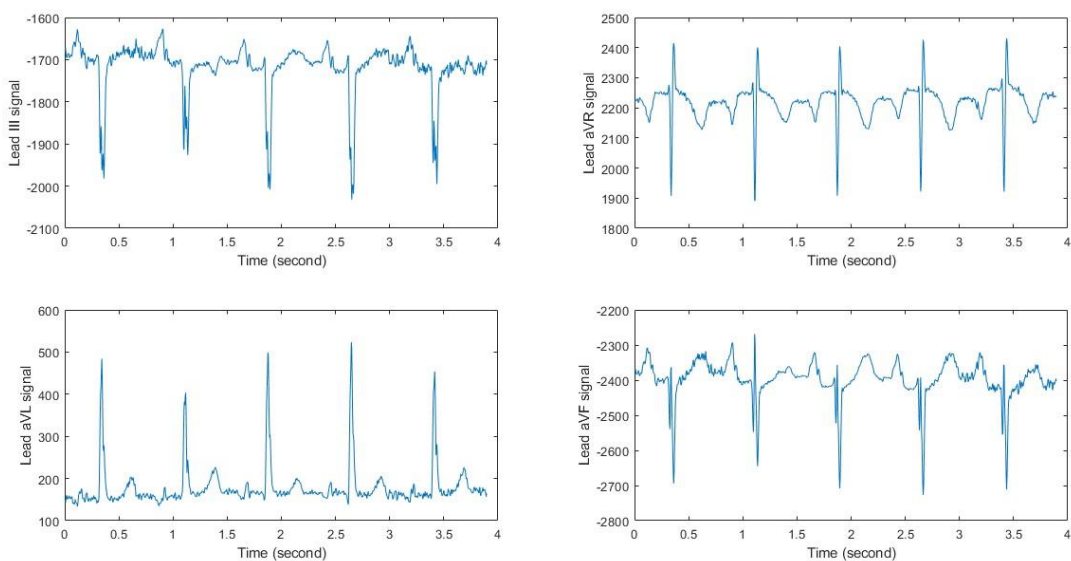 Lead III signal
-1600
-1700
-1800
-1900
-2000
-2100
0 0.5 1 1.5 2 2.5 3 3.5 4
Time (second)
Lead aVR signal
2500
2400
2300
2200
2100
2000
1900
1800
0 0.5 1 1.5 2 2.5 3 3.5 4
Time (second)
Lead aVL signal
600
500
400
300
200
100
0 0.5 1 1.5 2 2.5 3 3.5 4
Time (second)
Lead aVF signal
-2200
-2300
-2400
-2500
-2600
-2700
-2800
0 0.5 1 1.5 2 2.5 3 3.5 4
Time (second)